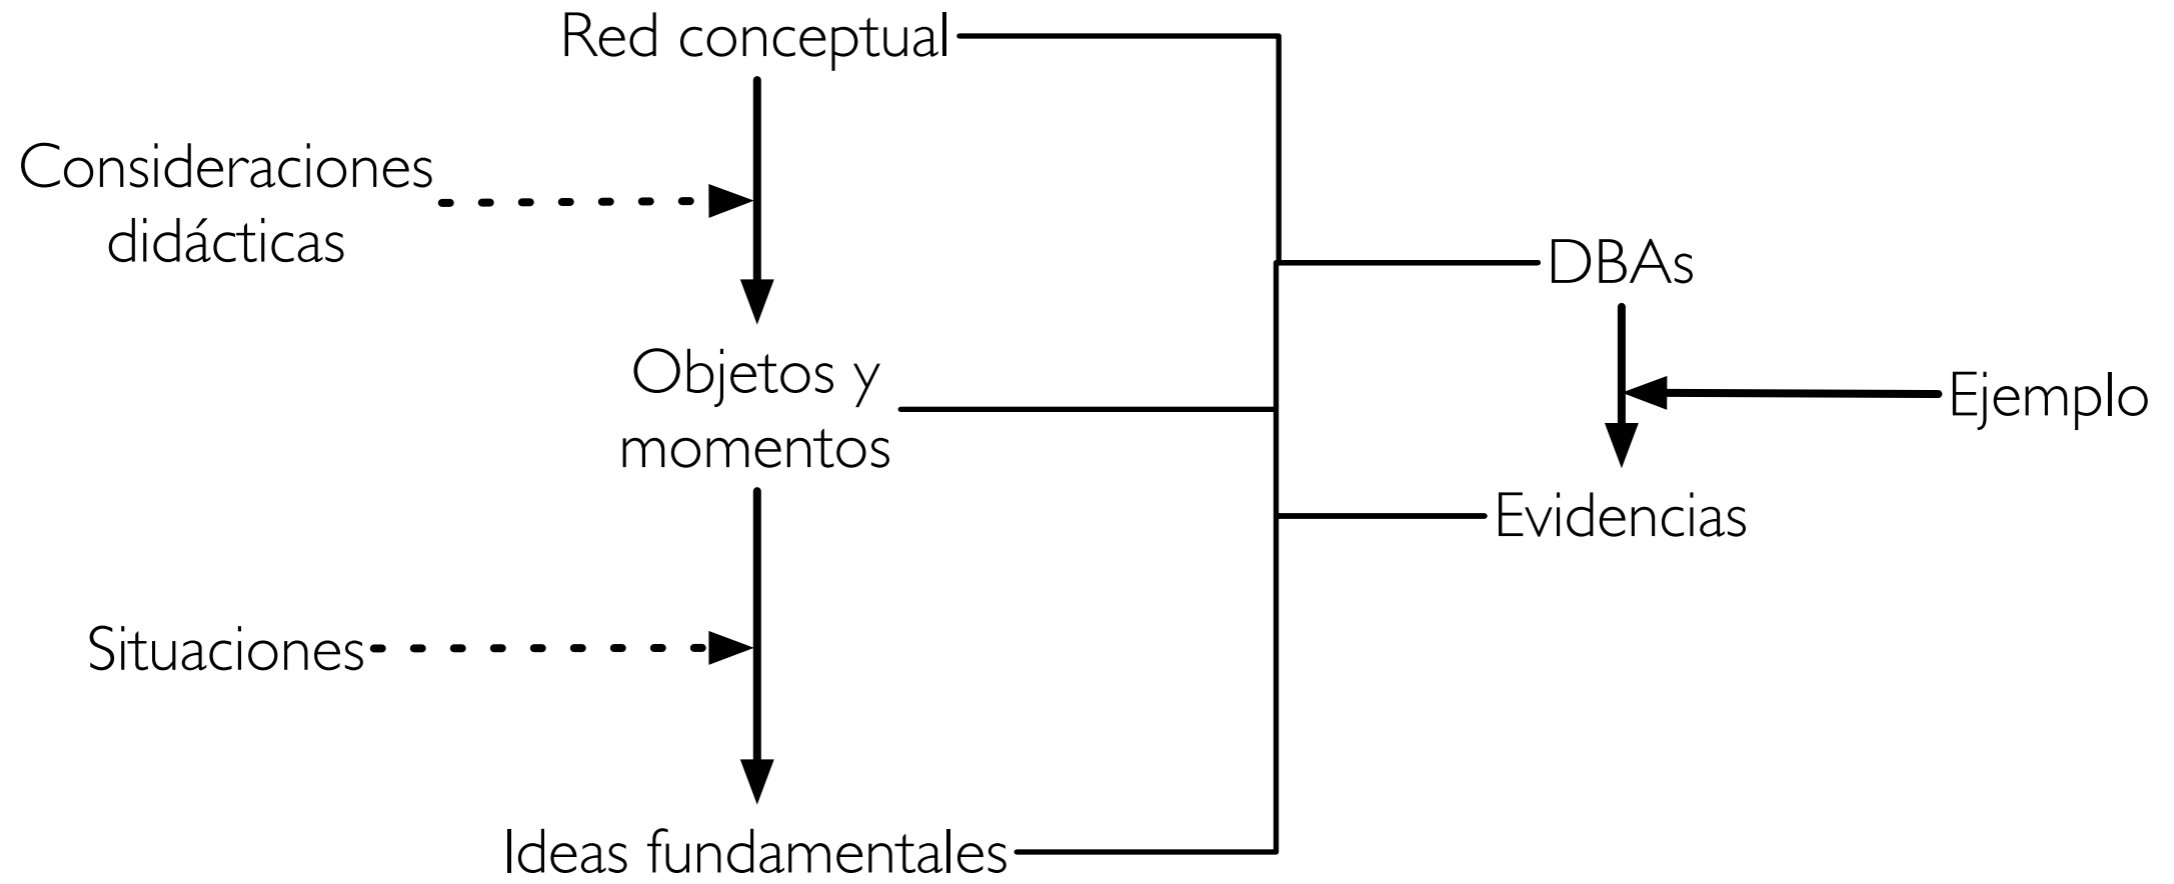 Red conceptual
Consideraciones
didácticas
DBAs
Objetos y
momentos
Ejemplo
Evidencias
Situaciones
Ideas fundamentales